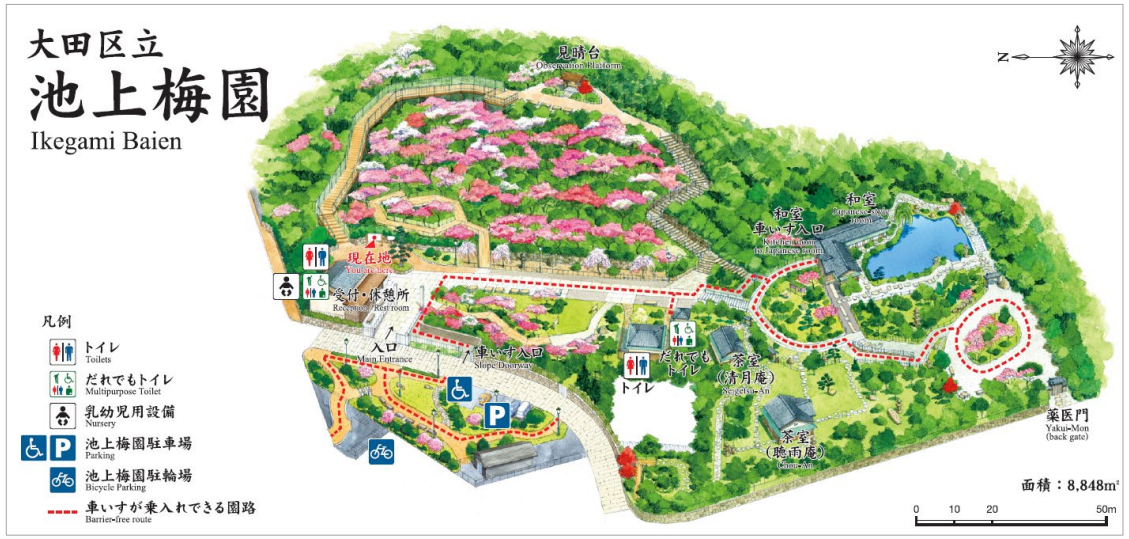 大田区立
池上梅園
Ikegami Baien
見晴台
Observation Platform
N
和室
Japanese-style
room
和室
車いす入口
Kitchen door
to Japanese room
現在地
You are here
受付・休憩所
Reception / Rest room
入口
Main Entrance
車いす入口
Slope Doorway
トイレ
だれでも
トイレ
茶室
(清月庵)
Seigetsu-An
茶室
(聴雨庵)
Chou-An
薬医門
Yakui-Mon
(back gate)
P
凡例
トイレ
Toilets
だれでもトイレ
Multipurpose Toilet
乳幼児用設備
Nursery
P
池上梅園駐車場
Parking
池上梅園駐輪場
Bicycle Parking
車いすが乗入れできる園路
Barrier-free route
面積：8,848m²
0 10 20 50m